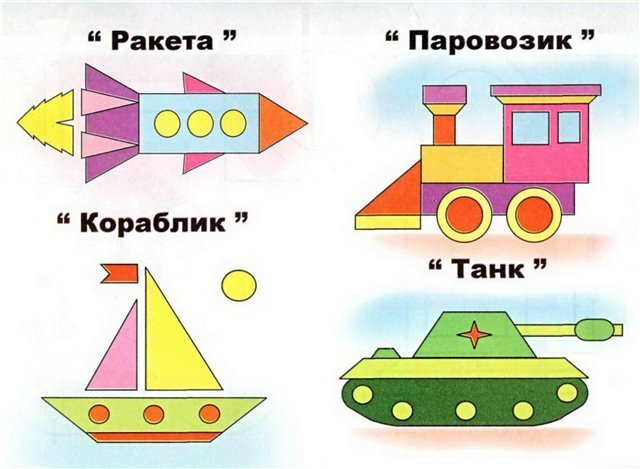 “ Ракета ”
“ Паровозик ”
“ Кораблик ”
“ Танк ”